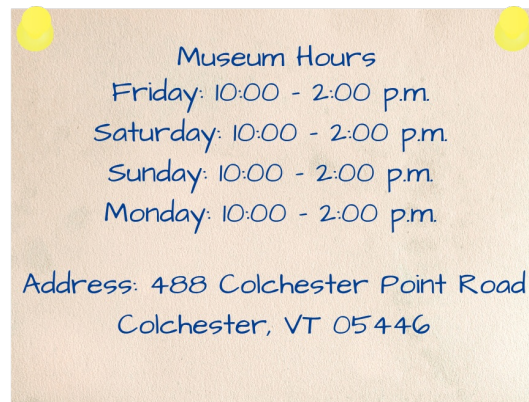 Museum Hours
Friday: 10:00 - 2:00 p.m.
Saturday: 10:00 - 2:00 p.m.
Sunday: 10:00 - 2:00 p.m.
Monday: 10:00 - 2:00 p.m.
Address: 488 Colchester Point Road
Colchester, VT 05446